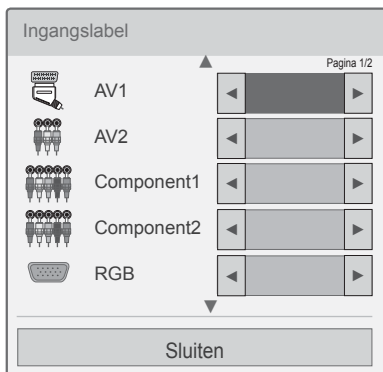 Ingangslabel
Pagina 1/2
AV1
AV2
Component1
Component2
RGB
Sluiten